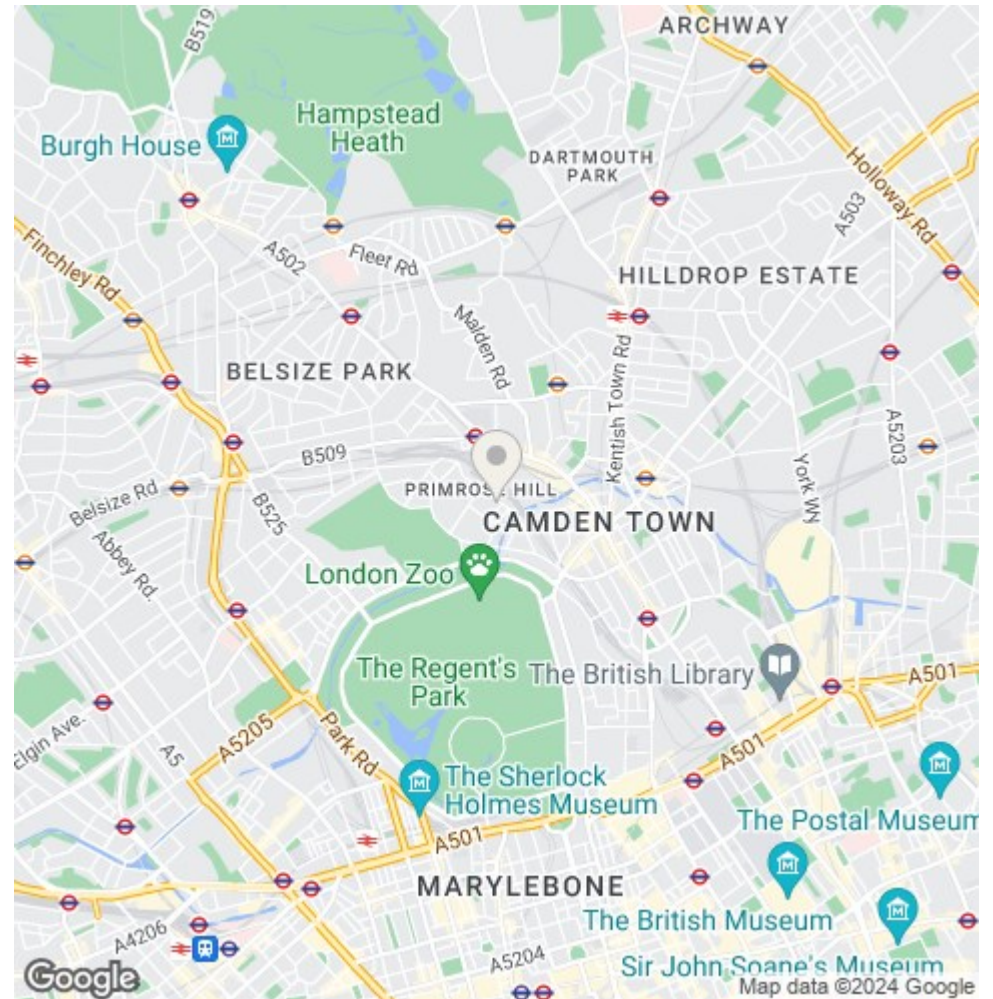 ARCHWAY
B519
Hampstead
Heath
Burgh House
DARTMOUTH
PARK
Holloway Rd
A503
A502
Fleet Rd
Finchley Rd
HILLDROP ESTATE
Malden Rd
Kentish Town Rd
BELSIZE PARK
A5203
B509
York WY
Belsize Rd
PRIMROSE HILL
B525
CAMDEN TOWN
Abbey Rd.
London Zoo
The Regent's
Park
The British Library
A501
Elgin Ave.
A5
A5205
Park Rd
A501
The Sherlock
Holmes Museum
The Postal Museum
A501
MARYLEBONE
The British Museum
A4206
A5204
Sir John Soane's Museum
Google
Map data ©2024 Google